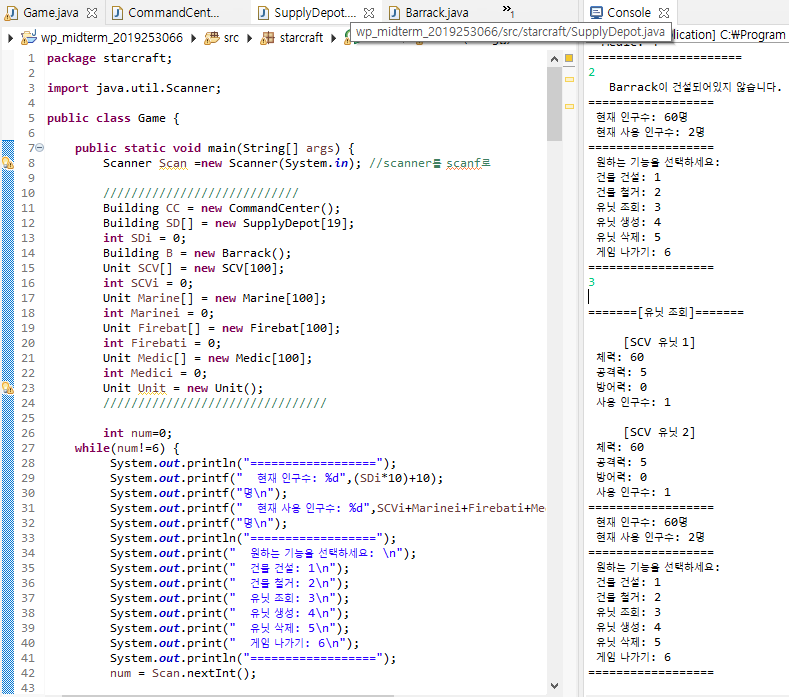 Game.java
CommandCent...
SupplyDepot....
Barrack.java
»1
wp_midterm_2019253066
src
starcraft
wp_midterm_2019253066/src/starcraft/SupplyDepot.java
1 package starcraft;
2
3 import java.util.Scanner;
4
5 public class Game {
6
7 public static void main(String[] args) {
8 Scanner Scan =new Scanner(System.in); //scanner를 scanf로
9
10 ////////////////////////////
11 Building CC = new CommandCenter();
12 Building SD[] = new SupplyDepot[19];
13 int SDi = 0;
14 Building B = new Barrack();
15 Unit SCV[] = new SCV[100];
16 int SCVi = 0;
17 Unit Marine[] = new Marine[100];
18 int Marinei = 0;
19 Unit Firebat[] = new Firebat[100];
20 int Firebati = 0;
21 Unit Medic[] = new Medic[100];
22 int Medici = 0;
23 Unit Unit = new Unit();
24 ////////////////////////////////
25
26 int num=0;
27 while(num!=6) {
28 System.out.println("==================");
29 System.out.printf("  현재 인구수: %d",(SDi*10)+10);
30 System.out.printf("명\n");
31 System.out.printf("  현재 사용 인구수: %d",SCVi+Marinei+Firebati+Me
32 System.out.printf("명\n");
33 System.out.println("==================");
34 System.out.print("  원하는 기능을 선택하세요: \n");
35 System.out.print("  건물 건설: 1\n");
36 System.out.print("  건물 철거: 2\n");
37 System.out.print("  유닛 조회: 3\n");
38 System.out.print("  유닛 생성: 4\n");
39 System.out.print("  유닛 삭제: 5\n");
40 System.out.print("  게임 나가기: 6\n");
41 System.out.println("==================");
42 num = Scan.nextInt();
43
Console
lication] C:₩Program
======================
2
Barrack이 건설되어있지 않습니다.
==================
현재 인구수: 60명
현재 사용 인구수: 2명
==================
원하는 기능을 선택하세요:
건물 건설: 1
건물 철거: 2
유닛 조회: 3
유닛 생성: 4
유닛 삭제: 5
게임 나가기: 6
==================
3
=======[유닛 조회]=======
[SCV 유닛 1]
체력: 60
공격력: 5
방어력: 0
사용 인구수: 1
[SCV 유닛 2]
체력: 60
공격력: 5
방어력: 0
사용 인구수: 1
==================
현재 인구수: 60명
현재 사용 인구수: 2명
==================
원하는 기능을 선택하세요:
건물 건설: 1
건물 철거: 2
유닛 조회: 3
유닛 생성: 4
유닛 삭제: 5
게임 나가기: 6
==================